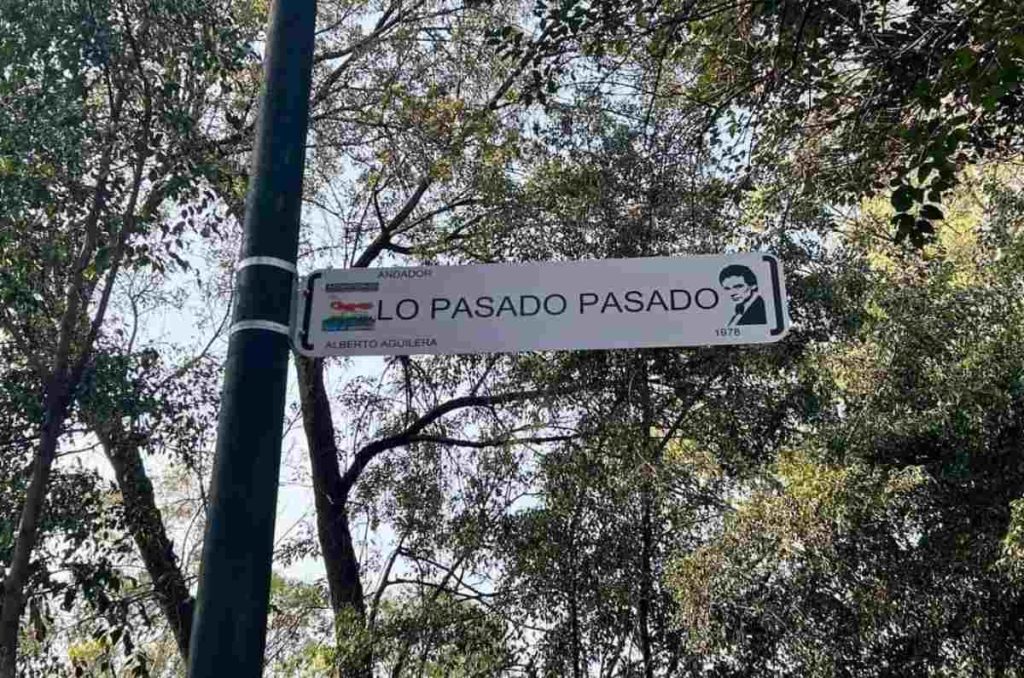 ANDADOR
LO PASADO PASADO
1978
ALBERTO AGUILERA